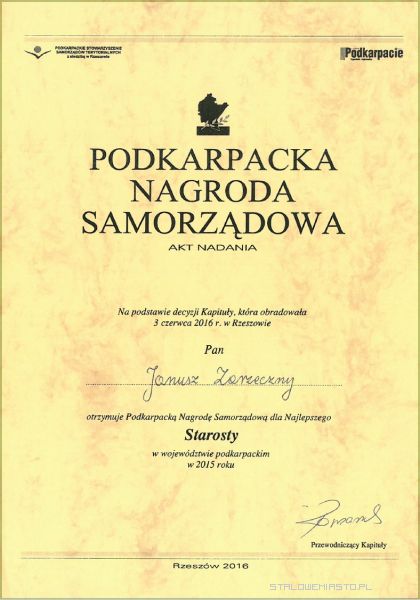 PODKARPACKIE STOWARZYSZENIE
SAMORZĄDÓW TERYTORIALNYCH
z siedzibą w Rzeszowie
Podkarpacie
PODKARPACKA
NAGRODA
SAMORZĄDOWA
AKT NADANIA
Na podstawie decyzji Kapituły, która obradowała
3 czerwca 2016 r. w Rzeszowie
Pan
Janusz Zarzeczny
otrzymuje Podkarpacką Nagrodę Samorządową dla Najlepszego
Starosty
w województwie podkarpackim
w 2015 roku
Przewodniczący Kapituły
Rzeszów 2016
STALOWEMIASTO.PL